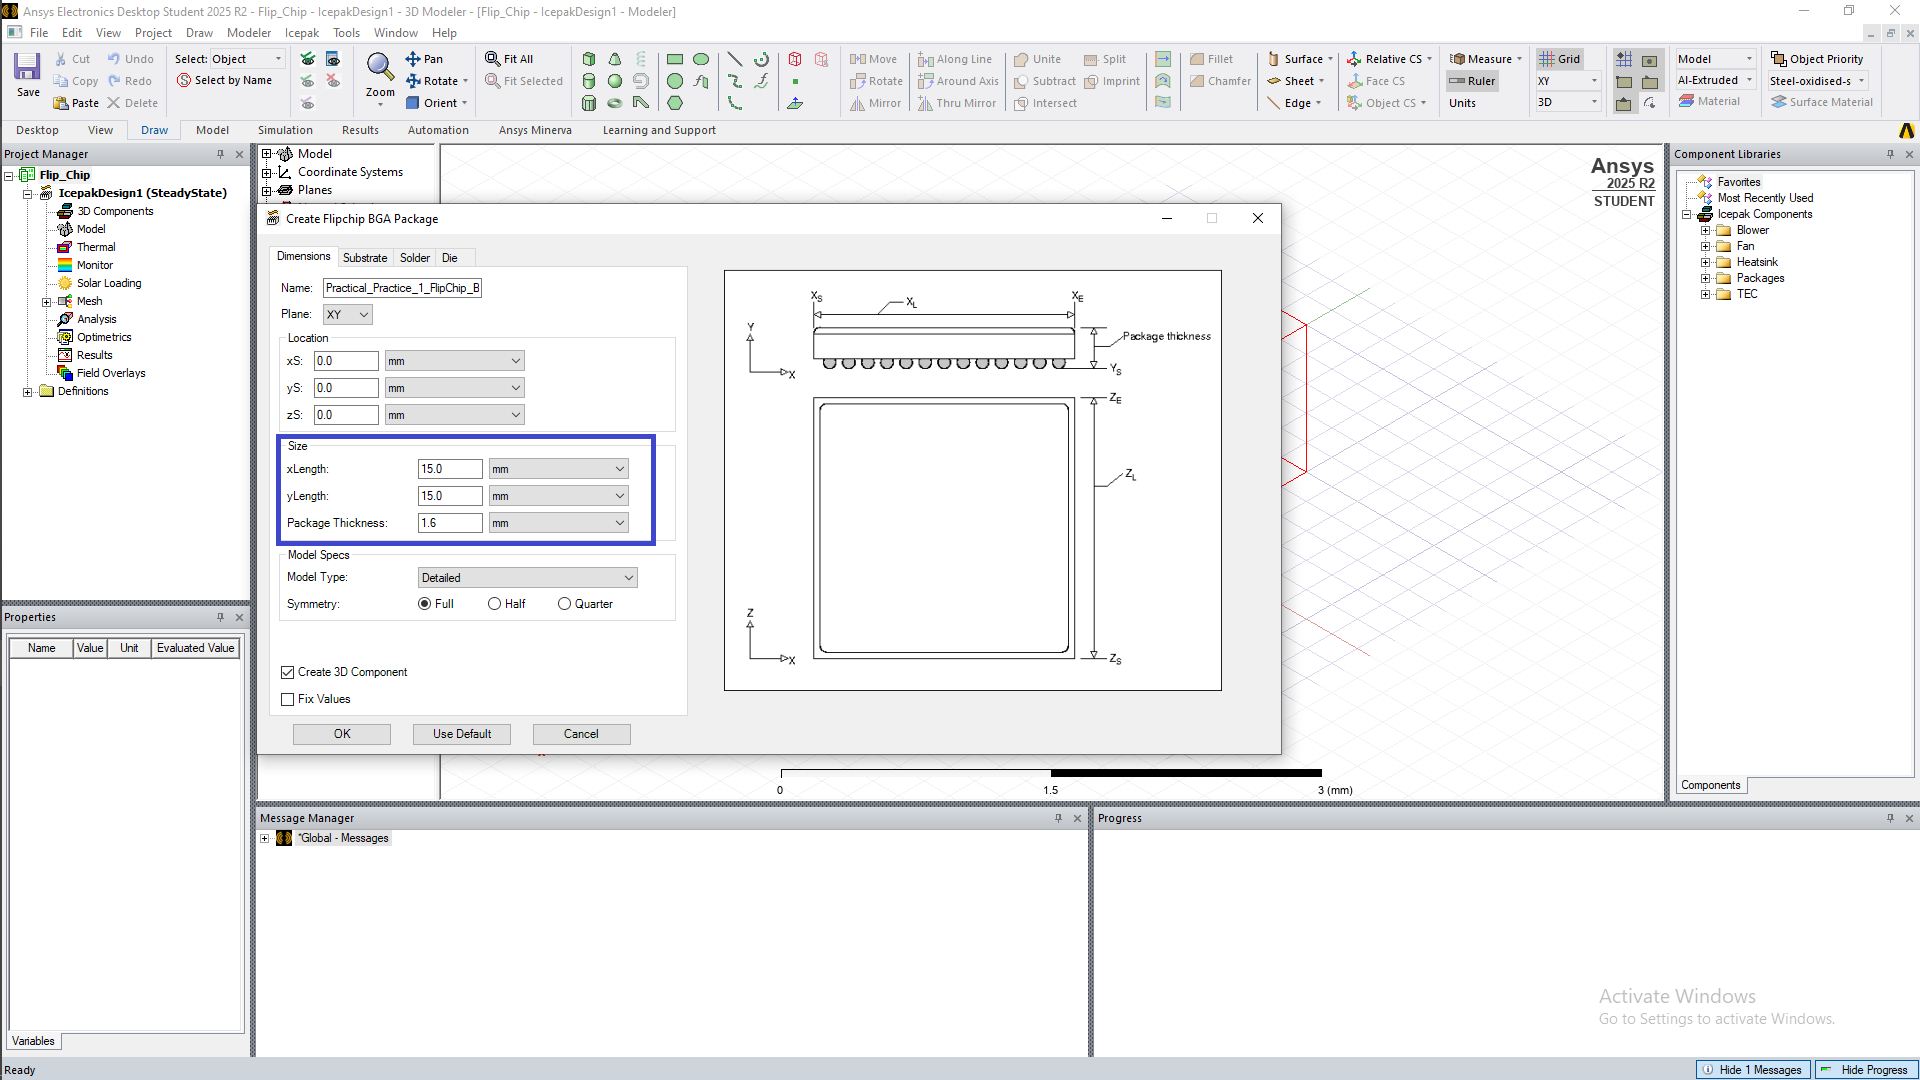 Ansys Electronics Desktop Student 2025 R2 - Flip_Chip - IcepakDesign1 - 3D Modeler - [Flip_Chip - IcepakDesign1 - Modeler]
File Edit View Project Draw Modeler Icepak Tools Window Help
Save
Cut Undo
Copy Redo
Paste Delete
Select: Object
Select by Name
Zoom
Pan
Rotate
Orient
Fit All
Fit Selected
Move
Rotate
Mirror
Along Line
Around Axis
Thru Mirror
Unite Split
Subtract Imprint
Intersect
Fillet
Chamfer
Surface
Sheet
Edge
Relative CS
Face CS
Object CS
Measure
Ruler
Units
Grid
XY
3D
Model
Al-Extruded
Material
Object Priority
Steel-oxidised-s
Surface Material
Desktop View Draw Model Simulation Results Automation Ansys Minerva Learning and Support
Project Manager
Flip_Chip
IcepakDesign1 (SteadyState)
3D Components
Model
Thermal
Monitor
Solar Loading
Mesh
Analysis
Optimetrics
Results
Field Overlays
Definitions
Model
Coordinate Systems
Planes
Create Flipchip BGA Package
Dimensions Substrate Solder Die
Name: Practical_Practice_1_FlipChip_B
Plane: XY
Location
xS: 0.0 mm
yS: 0.0 mm
zS: 0.0 mm
Size
xLength: 15.0 mm
yLength: 15.0 mm
Package Thickness: 1.6 mm
Model Specs
Model Type: Detailed
Symmetry: Full Half Quarter
Create 3D Component
Fix Values
OK Use Default Cancel
XS XL XE
Y
Package thickness
X YS
ZE
ZL
Z
X ZS
Ansys
2025 R2
STUDENT
0 1.5 3 (mm)
Component Libraries
Favorites
Most Recently Used
Icepak Components
Blower
Fan
Heatsink
Packages
TEC
Components
Properties
Name Value Unit Evaluated Value
Variables
Message Manager
*Global - Messages
Progress
Activate Windows
Go to Settings to activate Windows.
Ready
Hide 1 Messages Hide Progress